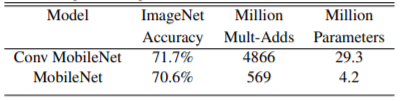 Model ImageNet Million Million
Accuracy Mult-Adds Parameters
Conv MobileNet 71.7% 4866 29.3
MobileNet 70.6% 569 4.2